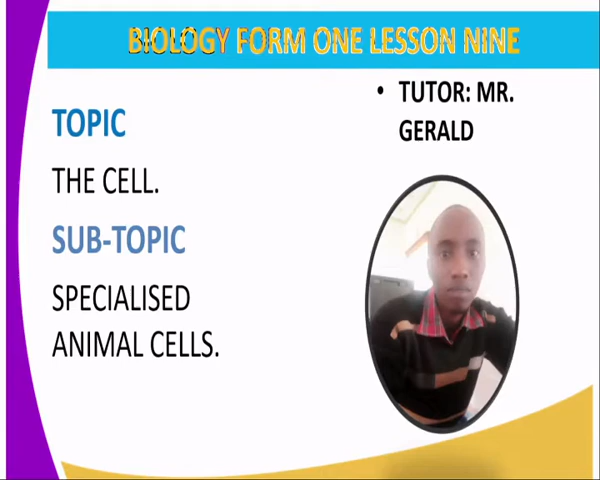 BIOLOGY FORM ONE LESSON NINE
TOPIC
THE CELL.
SUB-TOPIC
SPECIALISED
ANIMAL CELLS.
• TUTOR: MR.
GERALD